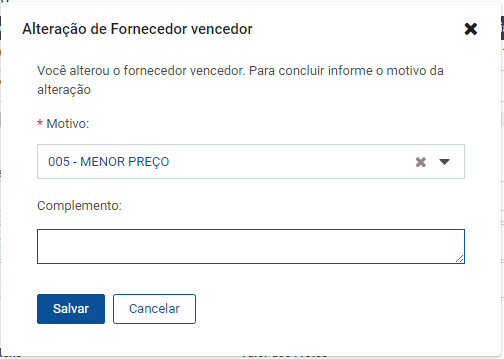 Alteração de Fornecedor vencedor
Você alterou o fornecedor vencedor. Para concluir informe o motivo da
alteração
* Motivo:
005 - MENOR PREÇO
Complemento:
Salvar
Cancelar